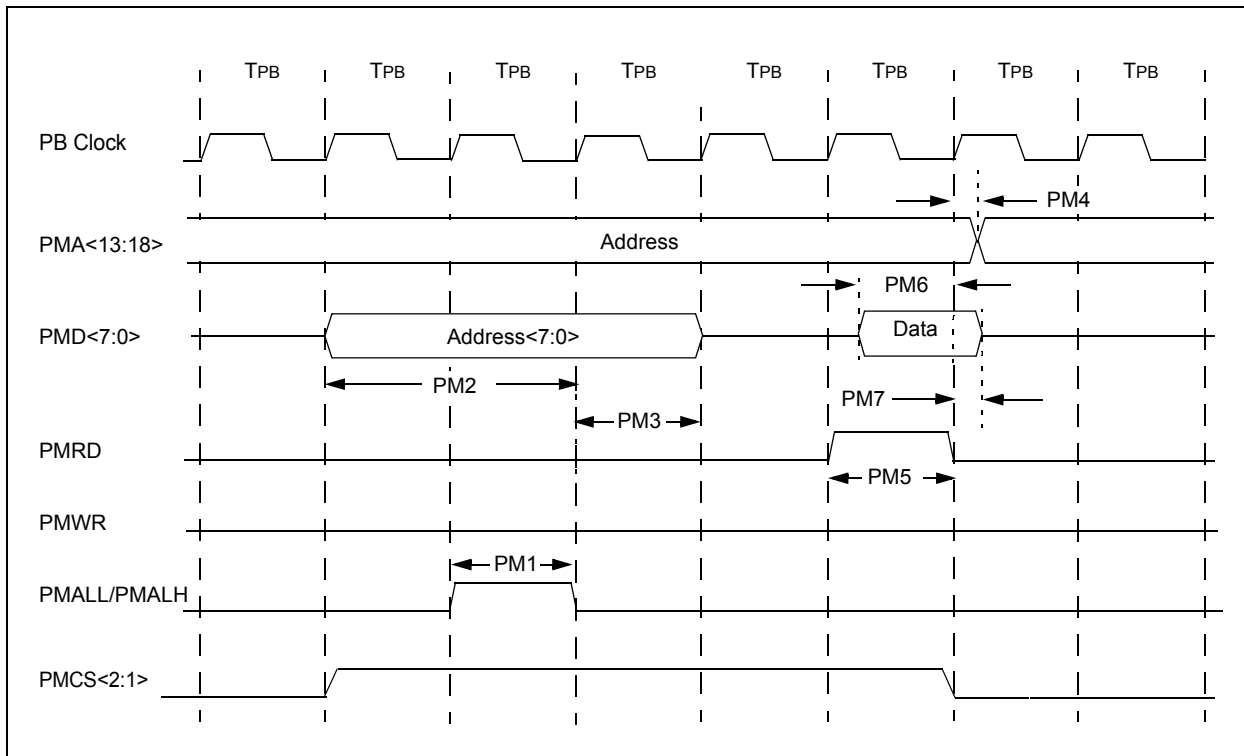 TPB TPB TPB TPB TPB TPB TPB TPB
PB Clock
PM4
PMA<13:18>
Address
PM6
PMD<7:0>
Address<7:0>
Data
PM2
PM7
PM3
PMRD
PM5
PMWR
PM1
PMALL/PMALH
PMCS<2:1>